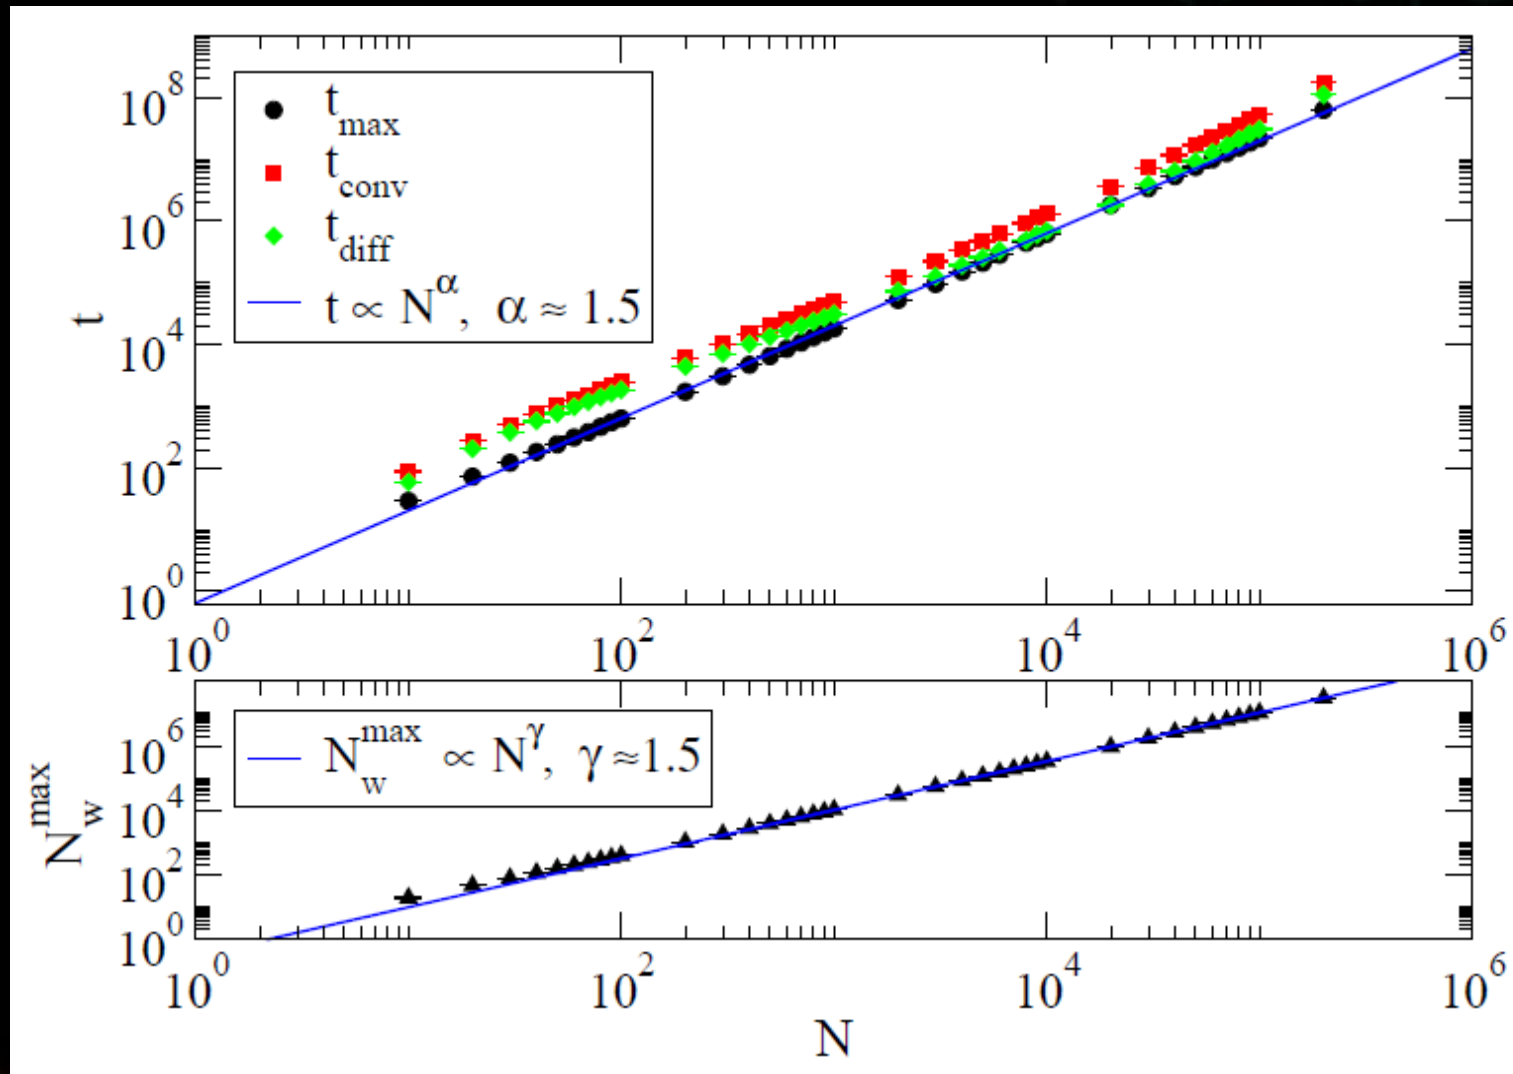 10^8
10^6
10^4
10^2
10^0
t
t_max
t_conv
t_diff
t ∝ N^α, α ≈ 1.5
10^0 10^2 10^4 10^6
10^6
10^4
10^2
10^0
N_w^max
N_w^max ∝ N^γ, γ ≈1.5
10^0 10^2 10^4 10^6
N